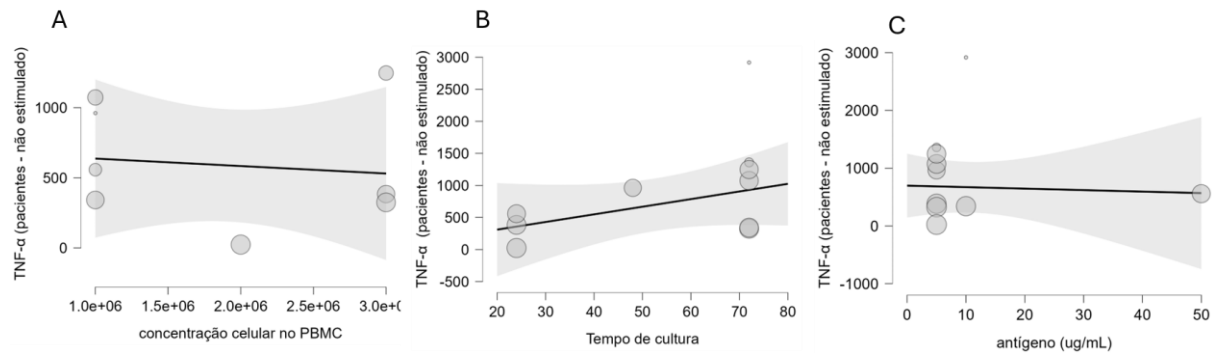 A
TNF-α (pacientes - não estimulado)
1000
500
0
1.0e+06 1.5e+06 2.0e+06 2.5e+06 3.0e+(
concentração celular no PBMC
B
TNF-α (pacientes - não estimulado)
3000
2500
2000
1500
1000
500
0
-500
20 30 40 50 60 70 80
Tempo de cultura
C
TNF-α (pacientes - não estimulado)
3000
2000
1000
0
-1000
0 10 20 30 40 50
antígeno (ug/mL)